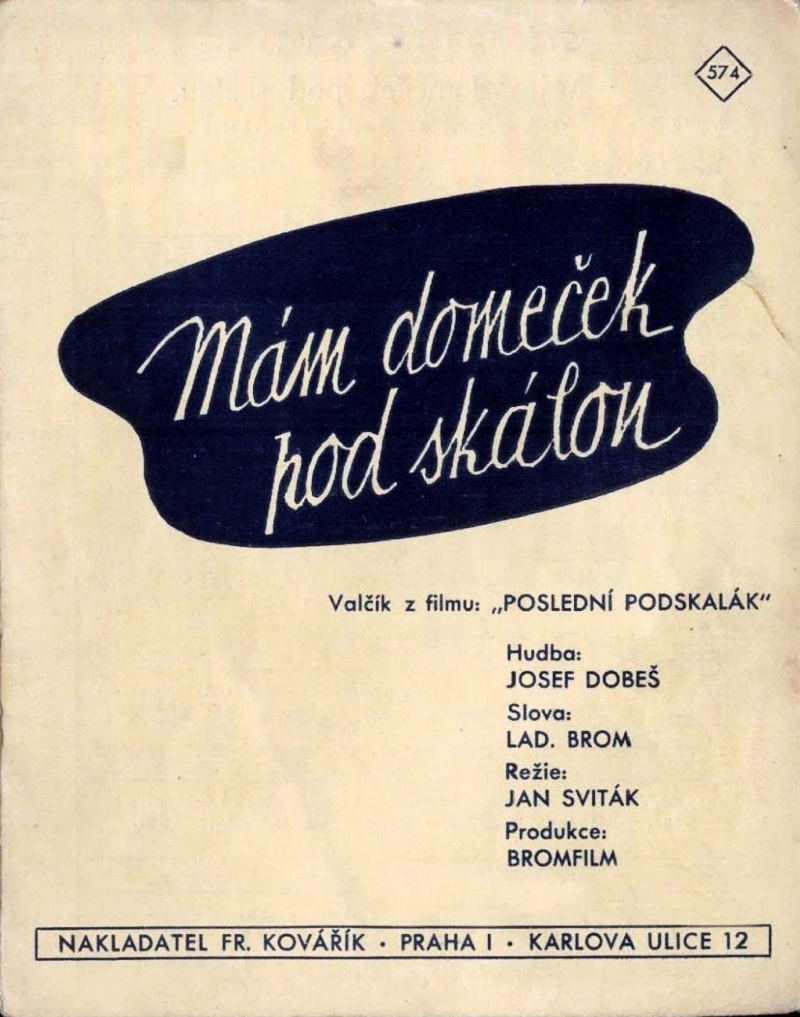 574
Mám domeček
pod skálou
Valčík z filmu: „POSLEDNÍ PODSKALÁK“
Hudba:
JOSEF DOBEŠ
Slova:
LAD. BROM
Režie:
JAN SVITÁK
Produkce:
BROMFILM
NAKLADATEL FR. KOVÁŘÍK · PRAHA I · KARLOVA ULICE 12